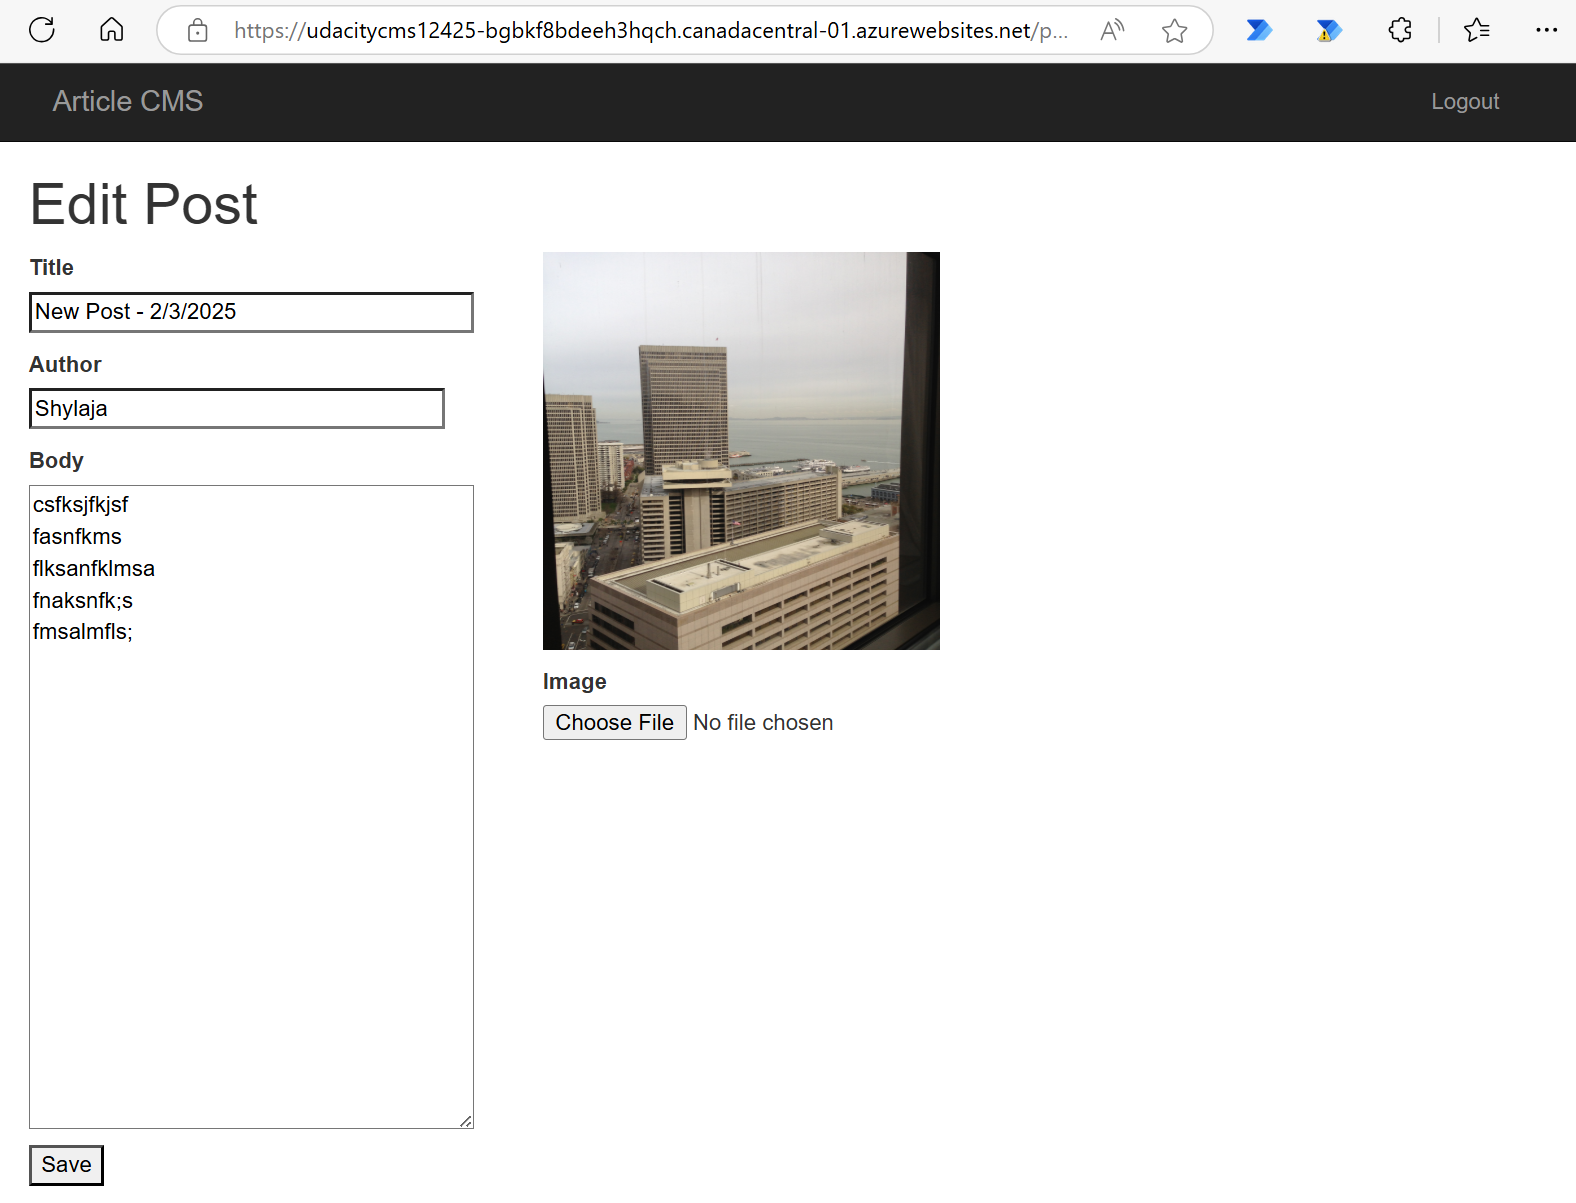 https://udacitycms12425-bgbkf8bdeeh3hqch.canadacentral-01.azurewebsites.net/p...
Article CMS
Logout
Edit Post
Title
New Post - 2/3/2025
Author
Shylaja
Body
csfksjfkjsf
fasnfkms
flksanfklmsa
fnaksnfk;s
fmsalmfls;
Image
Choose File No file chosen
Save